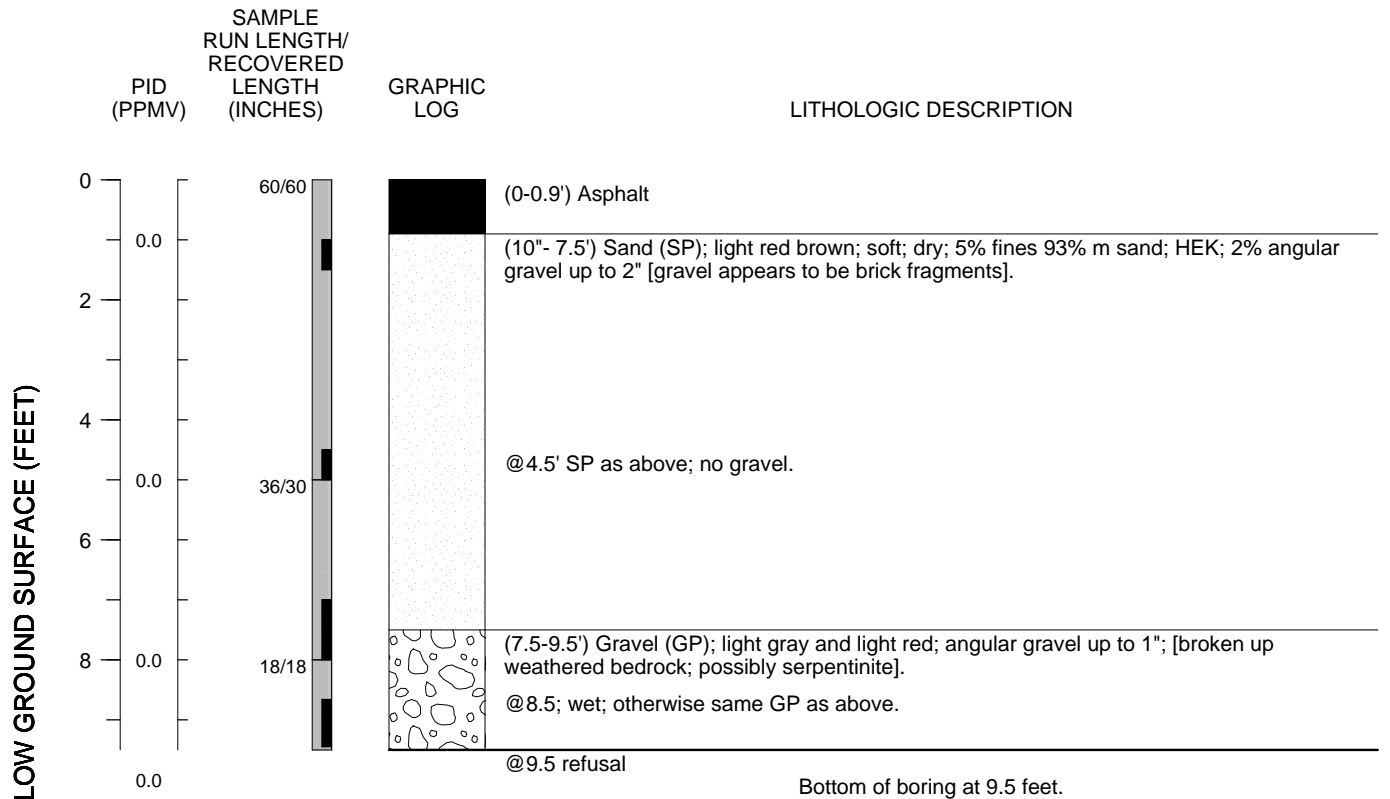 SAMPLE
RUN LENGTH/
RECOVERED
PID LENGTH GRAPHIC
(PPMV) (INCHES) LOG LITHOLOGIC DESCRIPTION
0 60/60 (0-0.9') Asphalt
0.0 (10"- 7.5') Sand (SP); light red brown; soft; dry; 5% fines 93% m sand; HEK; 2% angular
gravel up to 2" [gravel appears to be brick fragments].
2
4
@4.5' SP as above; no gravel.
0.0 36/30
6
(7.5-9.5') Gravel (GP); light gray and light red; angular gravel up to 1"; [broken up
8 0.0 18/18 weathered bedrock; possibly serpentinite].
@8.5; wet; otherwise same GP as above.
@9.5 refusal
0.0 Bottom of boring at 9.5 feet.
LOW GROUND SURFACE (FEET)